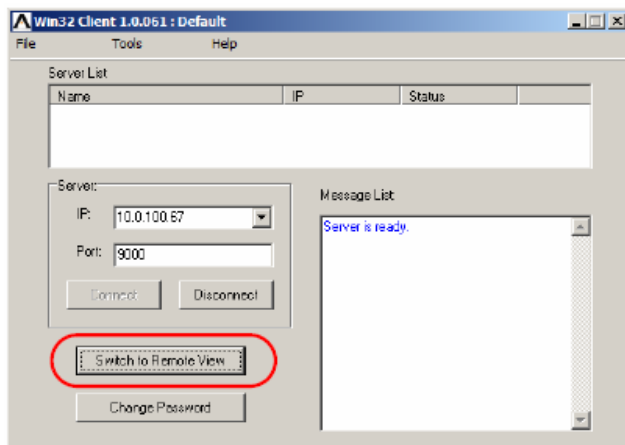 Win32 Client 1.0.061 : Default
File Tools Help
Server List
Name IP Status
Server:
IP: 10.0.100.67
Port: 9000
Connect Disconnect
Switch to Remote View
Change Password
Message List
Server is ready.